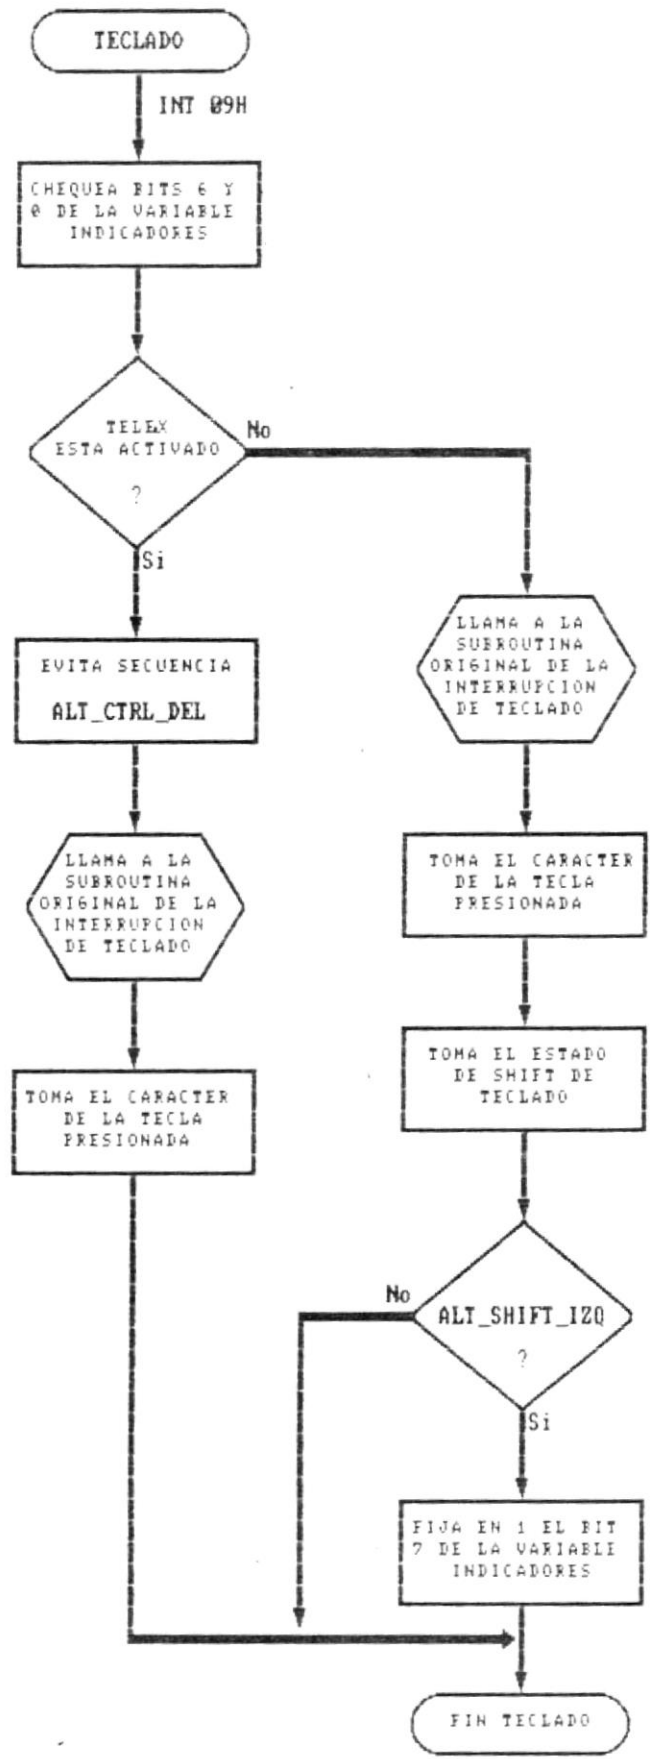 TECLADO
INT 09H
CHEQUEA BITS 6 Y
0 DE LA VARIABLE
INDICADORES
TELEX
ESTA ACTIVADO
?
No
Si
EVITA SECUENCIA
ALT_CTRL_DEL
LLAMA A LA
SUBROUTINA
ORIGINAL DE LA
INTERRUPCION
DE TECLADO
TOMA EL CARACTER
DE LA TECLA
PRESIONADA
LLAMA A LA
SUBROUTINA
ORIGINAL DE LA
INTERRUPCION
DE TECLADO
TOMA EL CARACTER
DE LA TECLA
PRESIONADA
TOMA EL ESTADO
DE SHIFT DE
TECLADO
No
ALT_SHIFT_IZQ
?
Si
FIJA EN 1 EL BIT
7 DE LA VARIABLE
INDICADORES
FIN TECLADO